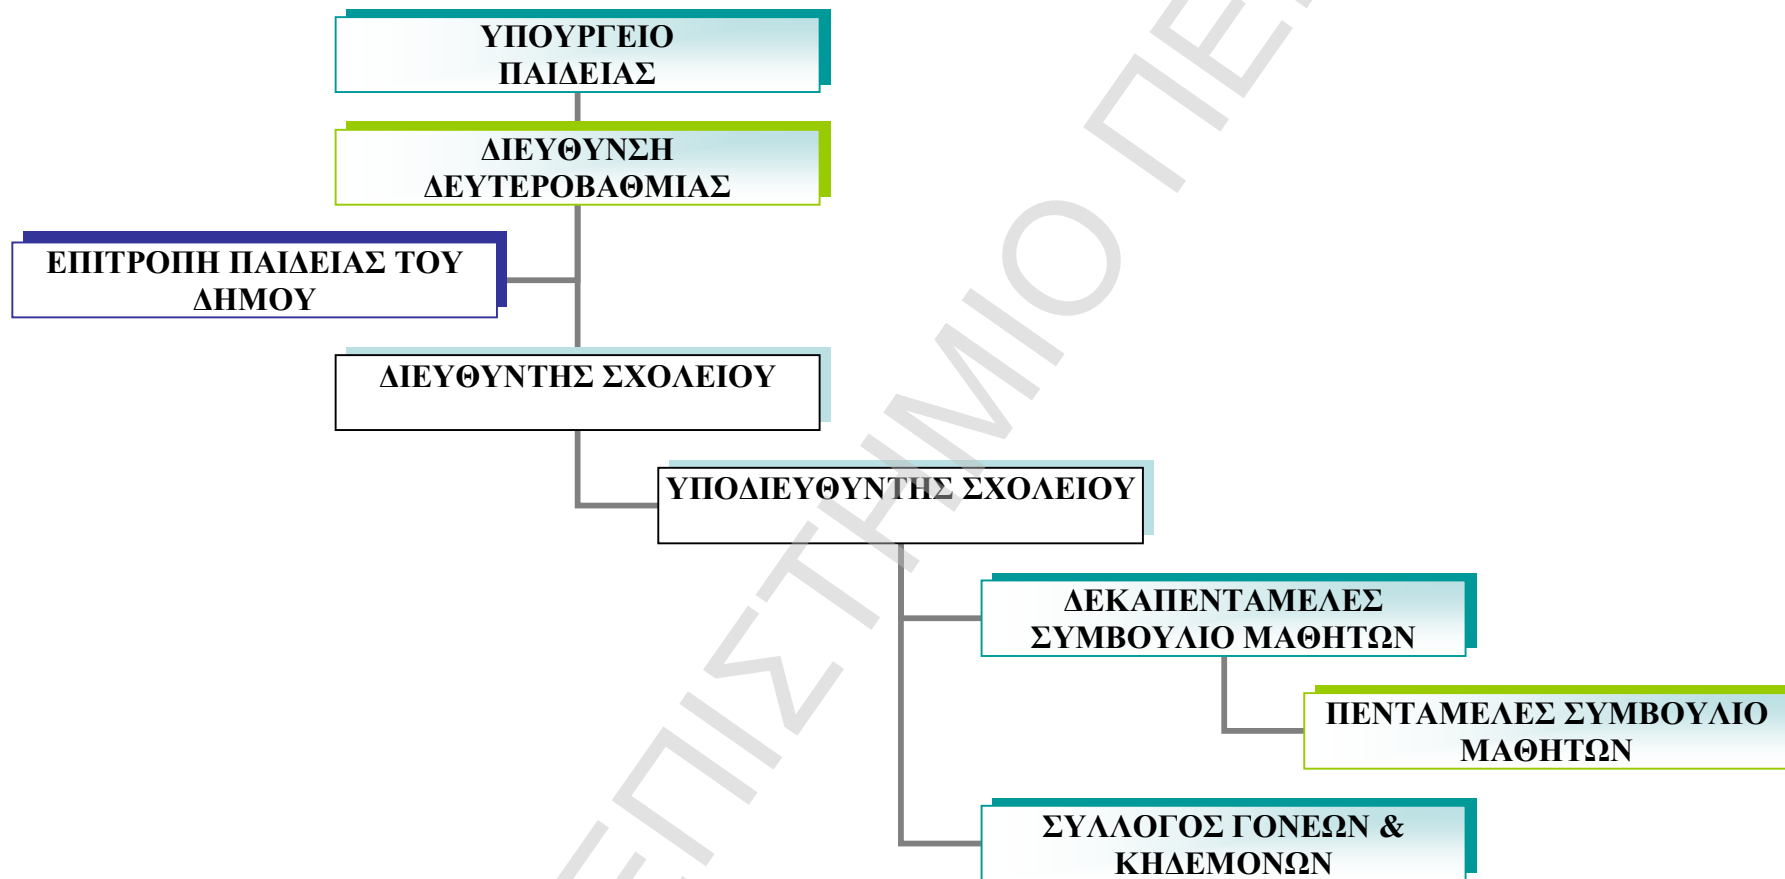 ΥΠΟΥΡΓΕΙΟ
ΠΑΙΔΕΙΑΣ
ΔΙΕΥΘΥΝΣΗ
ΔΕΥΤΕΡΟΒΑΘΜΙΑΣ
ΕΠΙΤΡΟΠΗ ΠΑΙΔΕΙΑΣ ΤΟΥ
ΔΗΜΟΥ
ΔΙΕΥΘΥΝΤΗΣ ΣΧΟΛΕΙΟΥ
ΥΠΟΔΙΕΥΘΥΝΤΗΣ ΣΧΟΛΕΙΟΥ
ΔΕΚΑΠΕΝΤΑΜΕΛΕΣ
ΣΥΜΒΟΥΛΙΟ ΜΑΘΗΤΩΝ
ΠΕΝΤΑΜΕΛΕΣ ΣΥΜΒΟΥΛΙΟ
ΜΑΘΗΤΩΝ
ΣΥΛΛΟΓΟΣ ΓΟΝΕΩΝ &
ΚΗΔΕΜΟΝΩΝ